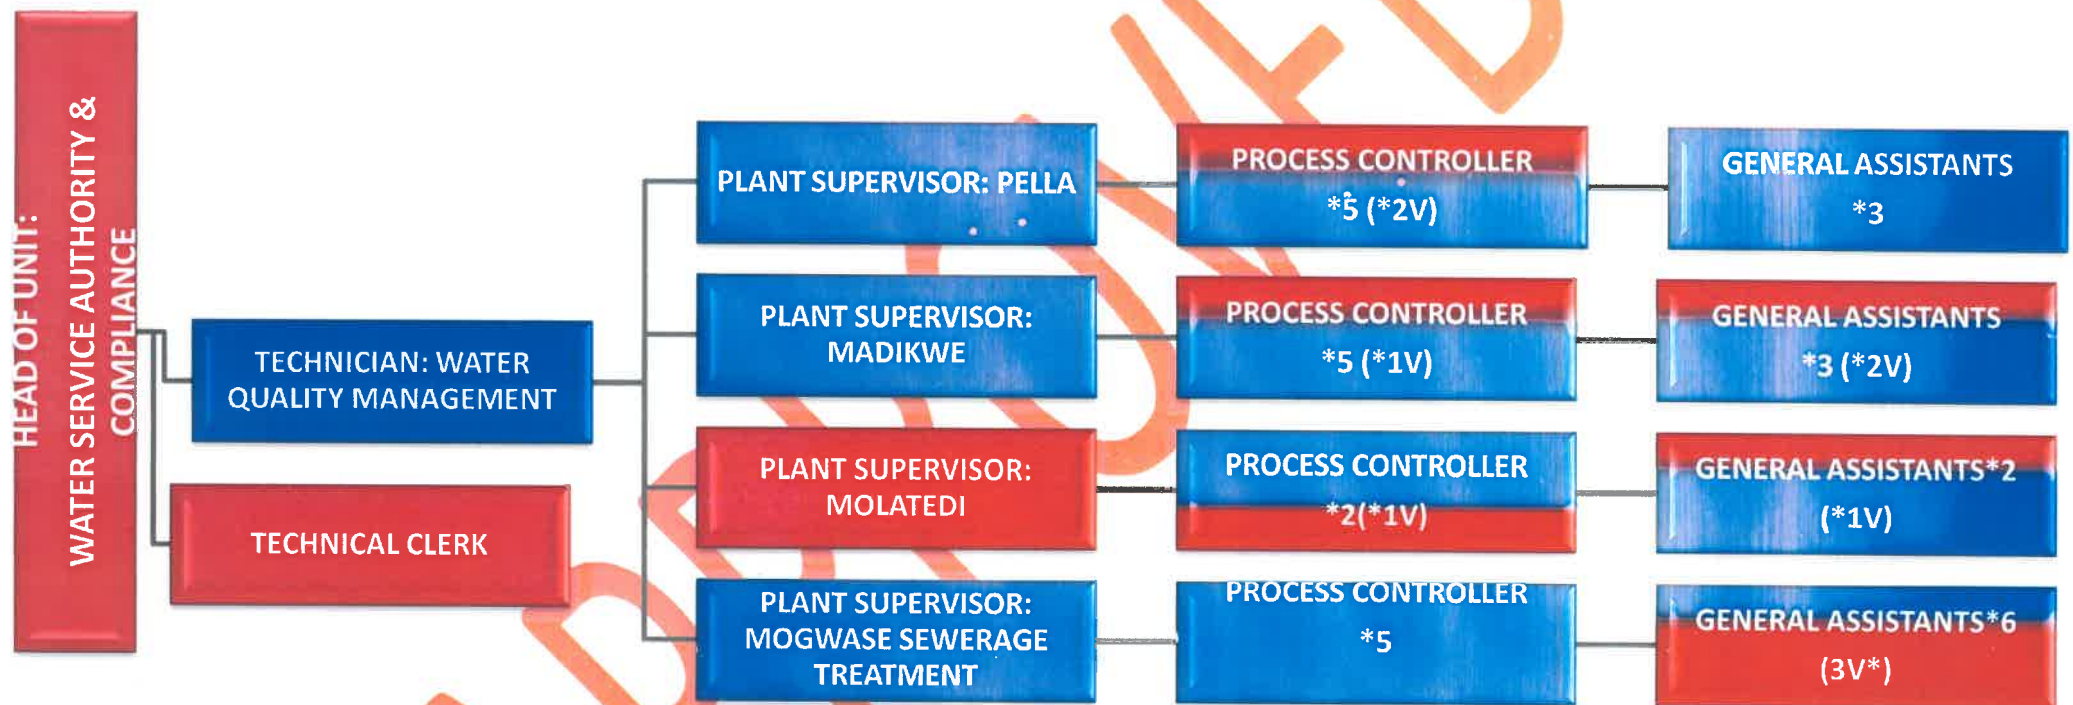 HEAD OF UNIT:
WATER SERVICE AUTHORITY &
COMPLIANCE
TECHNICIAN: WATER
QUALITY MANAGEMENT
TECHNICAL CLERK
PLANT SUPERVISOR: PELLA
PROCESS CONTROLLER
*5 (*2V)
GENERAL ASSISTANTS
*3
PLANT SUPERVISOR:
MADIKWE
PROCESS CONTROLLER
*5 (*1V)
GENERAL ASSISTANTS
*3 (*2V)
PLANT SUPERVISOR:
MOLATEDI
PROCESS CONTROLLER
*2(*1V)
GENERAL ASSISTANTS*2
(*1V)
PLANT SUPERVISOR:
MOGWASE SEWERAGE
TREATMENT
PROCESS CONTROLLER
*5
GENERAL ASSISTANTS*6
(3V*)
APPROVED